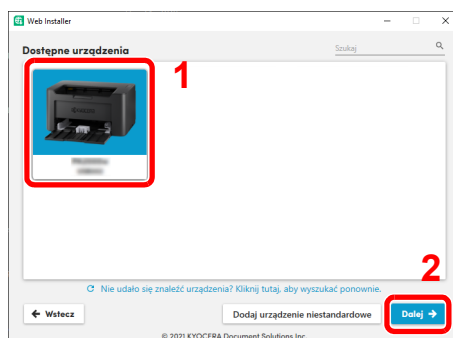 Web Installer
Dostępne urządzenia
Szukaj
1
KYOCERA
2
Nie udało się znaleźć urządzenia? Kliknij tutaj, aby wyszukać ponownie.
Wstecz
Dodaj urządzenie niestandardowe
Dalej
© 2021 KYOCERA Document Solutions Inc.